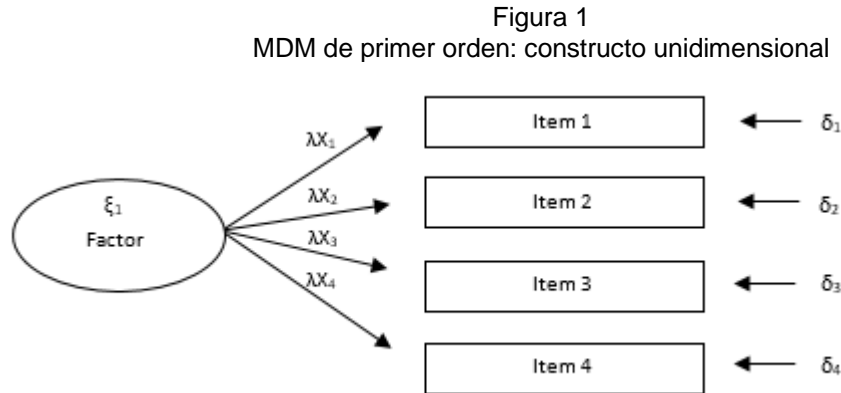 Figura 1
MDM de primer orden: constructo unidimensional
λX₁
Item 1
δ₁
λX₂
Item 2
δ₂
ξ₁
Factor
λX₃
Item 3
δ₃
λX₄
Item 4
δ₄